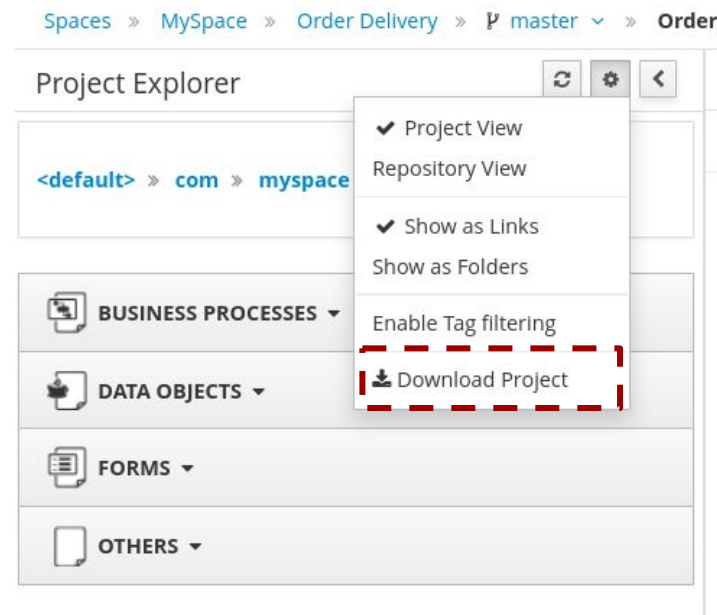 Spaces » MySpace » Order Delivery » master » Order
Project Explorer
Project View
Repository View
<default> » com » myspace
Show as Links
Show as Folders
BUSINESS PROCESSES
Enable Tag filtering
Download Project
DATA OBJECTS
FORMS
OTHERS